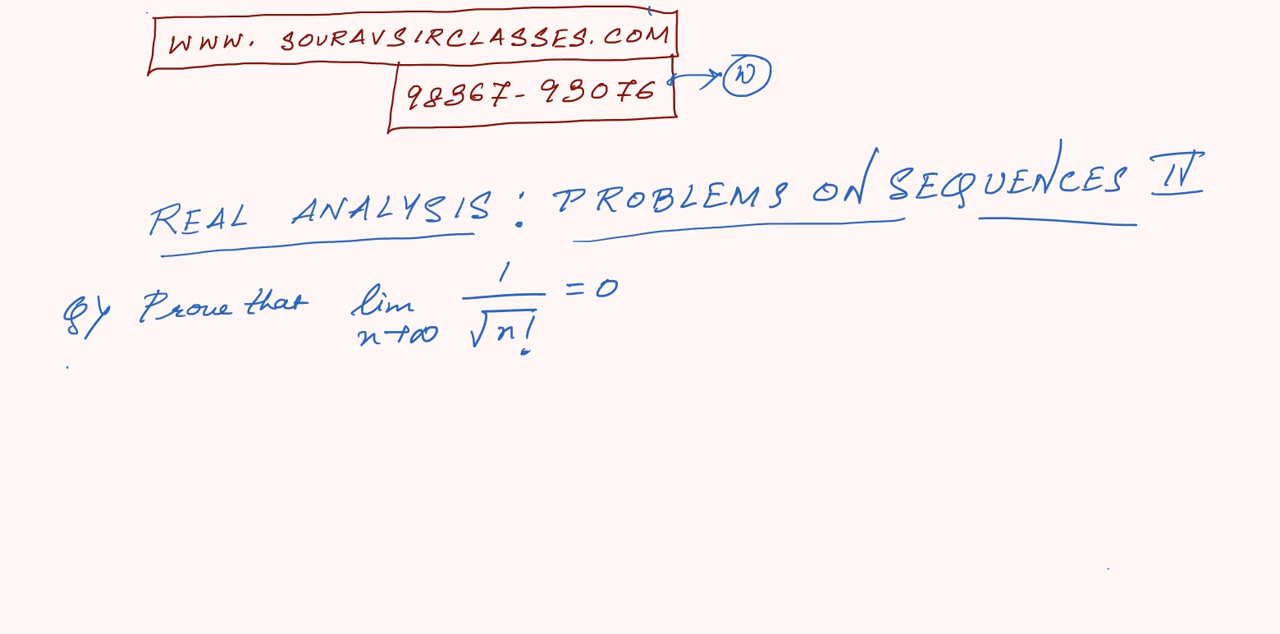 WWW. SOURAVSIRCLASSES.COM
98367-93076 → W
REAL ANALYSIS: PROBLEMS ON SEQUENCES IV
Q) Prove that lim n→∞ 1/√n! = 0